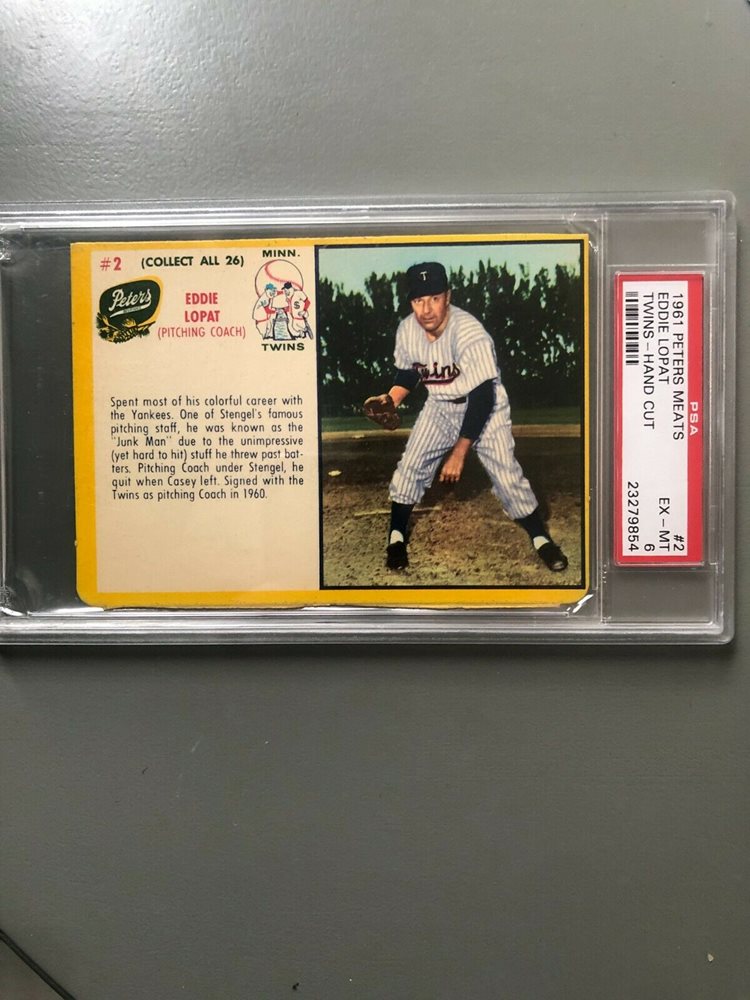 #2 (COLLECT ALL 26)
Peters
EDDIE
LOPAT
(PITCHING COACH)
MINN.
TWINS
Spent most of his colorful career with
the Yankees. One of Stengel's famous
pitching staff, he was known as the
"Junk Man" due to the unimpressive
(yet hard to hit) stuff he threw past bat-
ters. Pitching Coach under Stengel, he
quit when Casey left. Signed with the
Twins as pitching Coach in 1960.
T
Twins
PSA
1961 PETERS MEATS #2
EDDIE LOPAT EX-MT
TWINS-HAND CUT 6
23279854